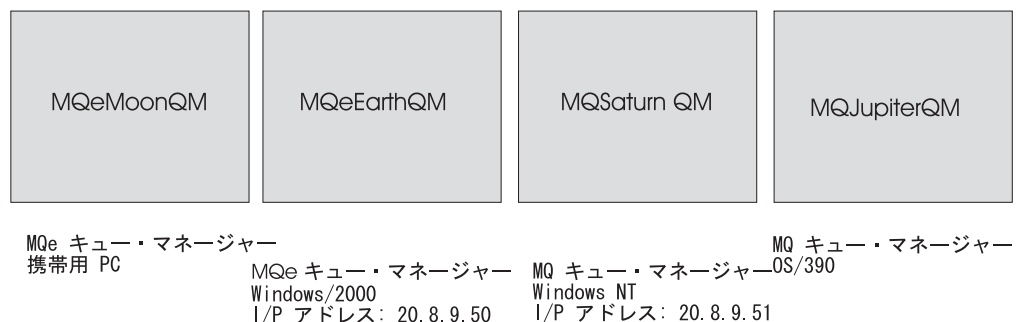 MQeMoonQM
MQeEarthQM
MQSaturn QM
MQJupiterQM
MQe キュー・マネージャー
携帯用 PC
MQe キュー・マネージャー
Windows/2000
I/P アドレス: 20.8.9.50
MQ キュー・マネージャー
Windows NT
I/P アドレス: 20.8.9.51
MQ キュー・マネージャー
OS/390